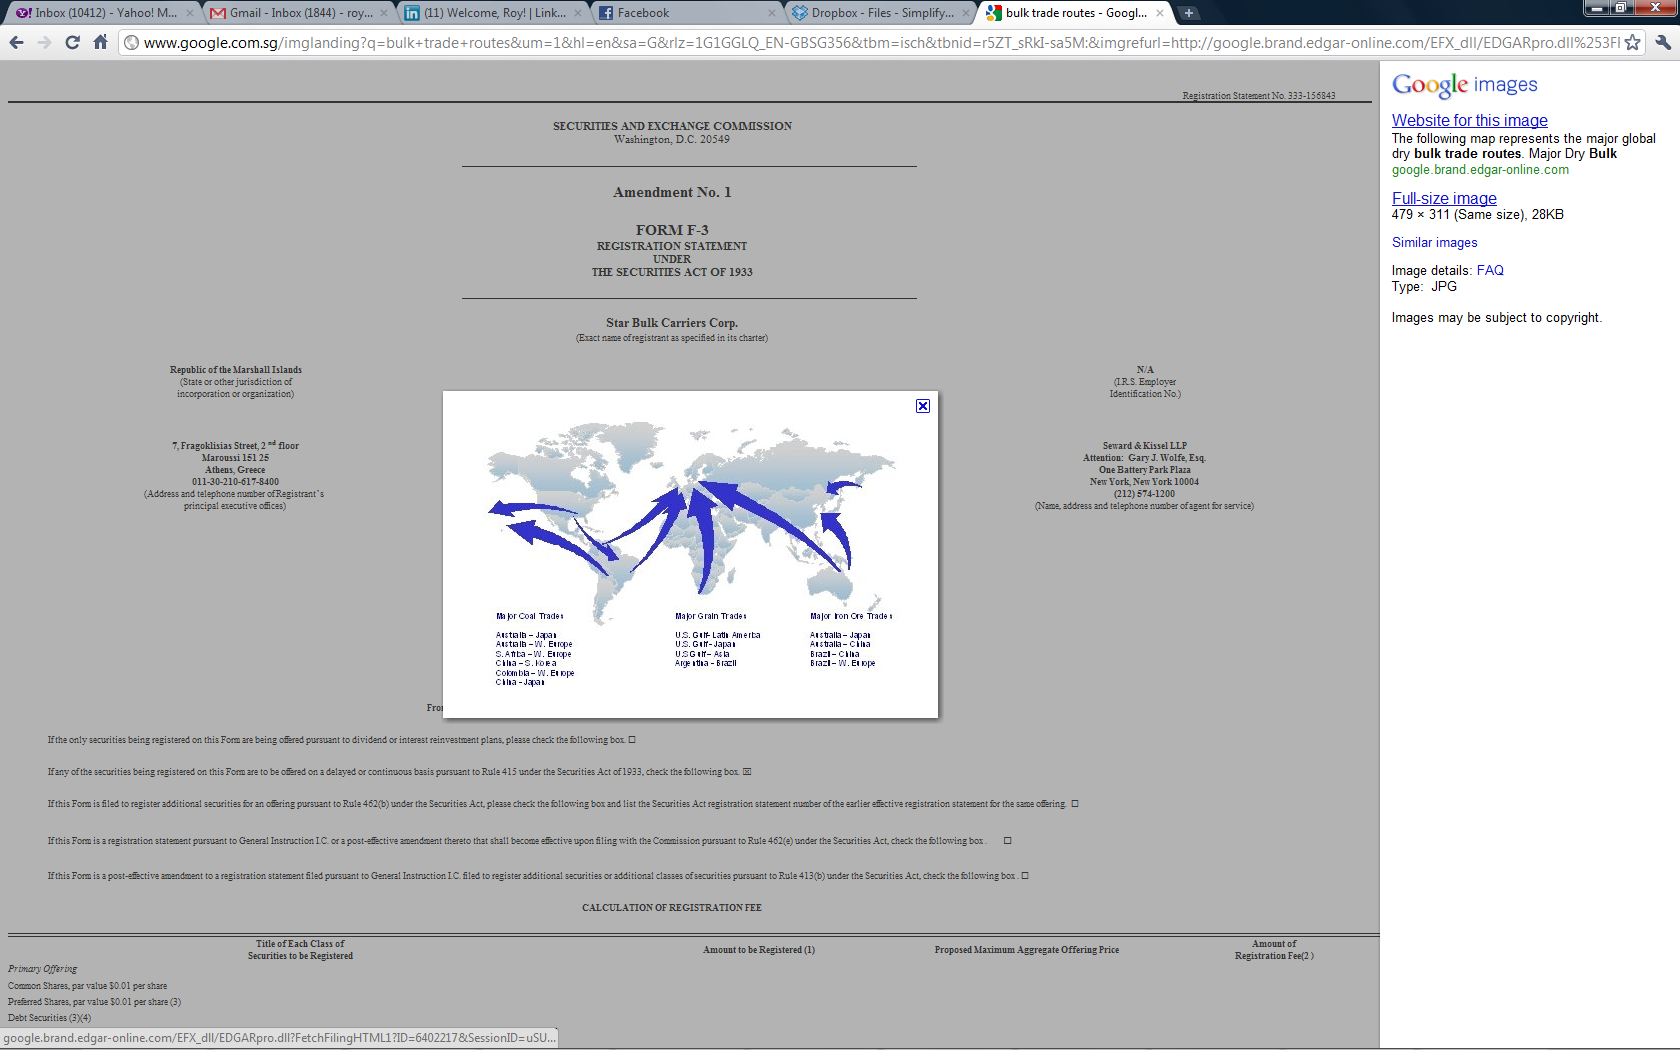 Inbox (10412) - Yahoo! M...
Gmail - Inbox (1844) - roy...
(11) Welcome, Roy! | Link...
Facebook
Dropbox - Files - Simplify...
bulk trade routes - Googl...
www.google.com.sg/imglanding?q=bulk+trade+routes&um=1&hl=en&sa=G&rlz=1G1GGLQ_EN-GBSG356&tbm=isch&tbnid=r5ZT_sRkI-sa5M:&imgrefurl=http://google.brand.edgar-online.com/EFX_dll/EDGARpro.dll%253Fl
Registration Statement No. 333-156843
SECURITIES AND EXCHANGE COMMISSION
Washington, D.C. 20549
Amendment No. 1
FORM F-3
REGISTRATION STATEMENT
UNDER
THE SECURITIES ACT OF 1933
Star Bulk Carriers Corp.
(Exact name of registrant as specified in its charter)
Republic of the Marshall Islands
(State or other jurisdiction of
incorporation or organization)
N/A
(I.R.S. Employer
Identification No.)
7, Fragoklisias Street, 2 nd floor
Maroussi 151 25
Athens, Greece
011-30-210-617-8400
(Address and telephone number of Registrant's
principal executive offices)
Seward & Kissel LLP
Attention: Gary J. Wolfe, Esq.
One Battery Park Plaza
New York, New York 10004
(212) 574-1200
(Name, address and telephone number of agent for service)
Major Coal Trades
Australia - Japan
Australia - W. Europe
S. Africa - W. Europe
China - S. Korea
Colombia - W. Europe
China - Japan
Major Grain Trades
U.S. Gulf- Latin America
U.S. Gulf- Japan
U.S Gulf - Asia
Argentina - Brazil
Major Iron Ore Trades
Australia - Japan
Australia - China
Brazil - China
Brazil - W. Europe
Fro
If the only securities being registered on this Form are being offered pursuant to dividend or interest reinvestment plans, please check the following box. ☐
If any of the securities being registered on this Form are to be offered on a delayed or continuous basis pursuant to Rule 415 under the Securities Act of 1933, check the following box. ☒
If this Form is filed to register additional securities for an offering pursuant to Rule 462(b) under the Securities Act, please check the following box and list the Securities Act registration statement number of the earlier effective registration statement for the same offering. ☐
If this Form is a registration statement pursuant to General Instruction I.C. or a post-effective amendment thereto that shall become effective upon filing with the Commission pursuant to Rule 462(e) under the Securities Act, check the following box . ☐
If this Form is a post-effective amendment to a registration statement filed pursuant to General Instruction I.C. filed to register additional securities or additional classes of securities pursuant to Rule 413(b) under the Securities Act, check the following box . ☐
CALCULATION OF REGISTRATION FEE
Title of Each Class of
Securities to be Registered
Amount to be Registered (1)
Proposed Maximum Aggregate Offering Price
Amount of
Registration Fee(2 )
Primary Offering
Common Shares, par value $0.01 per share
Preferred Shares, par value $0.01 per share (3)
Debt Securities (3)(4)
google.brand.edgar-online.com/EFX_dll/EDGARpro.dll?FetchFilingHTML1?ID=6402217&SessionID=uSU...
Google images
Website for this image
The following map represents the major global
dry bulk trade routes. Major Dry Bulk
google.brand.edgar-online.com
Full-size image
479 × 311 (Same size), 28KB
Similar images
Image details: FAQ
Type: JPG
Images may be subject to copyright.